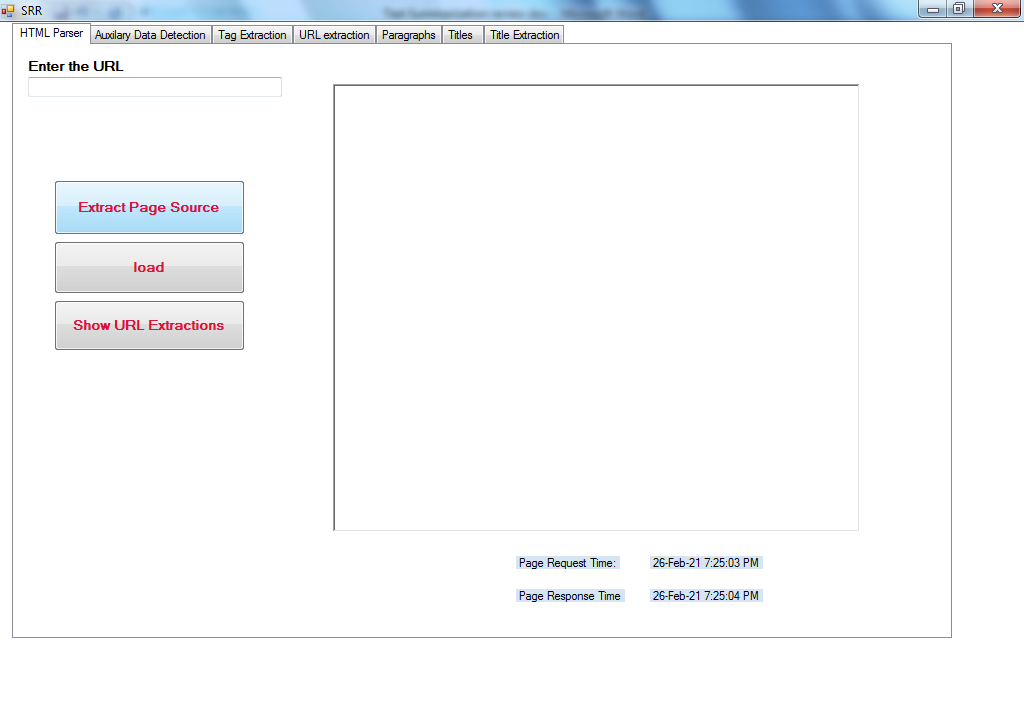 SRR
HTML Parser Auxilary Data Detection Tag Extraction URL extraction Paragraphs Titles Title Extraction
Enter the URL
Extract Page Source
load
Show URL Extractions
Page Request Time: 26-Feb-21 7:25:03 PM
Page Response Time 26-Feb-21 7:25:04 PM